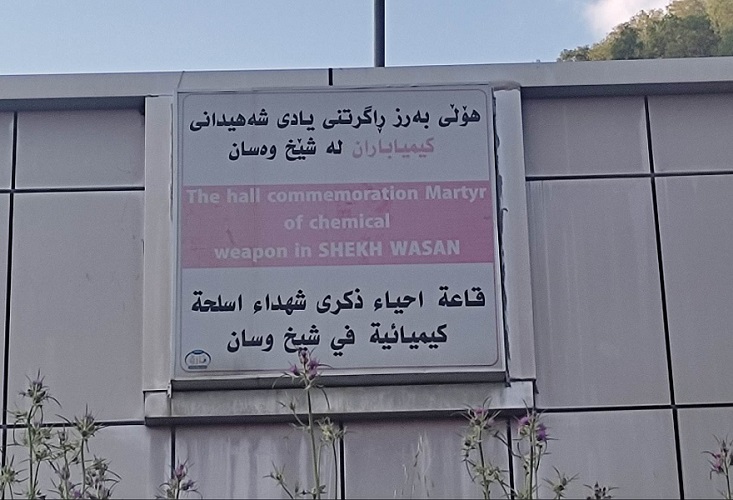 هۆڵی بەرز ڕاگرتنی یادی شەهیدانی
کیمیاباران لە شێخ وەسان
The hall commemoration Martyr
of chemical
weapon in SHEKH WASAN
قاعة احياء ذكرى شهداء اسلحة
كيميائية في شيخ وسان